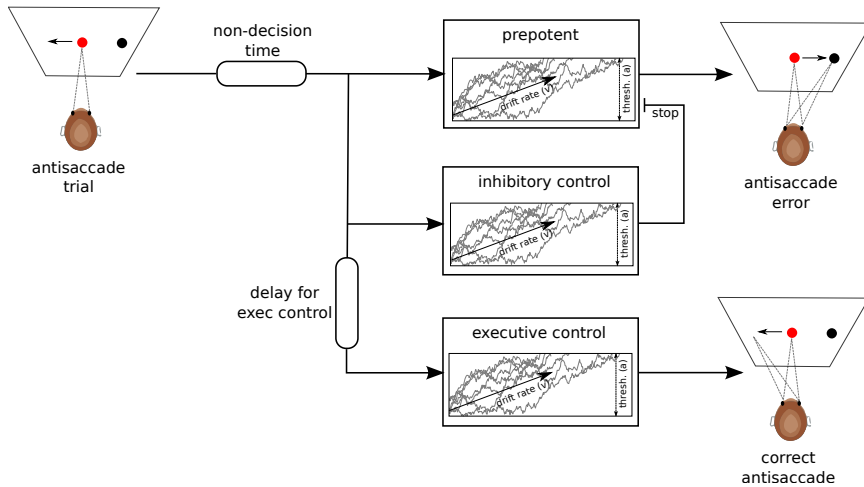 non-decision
time
prepotent
drift rate (v)
thresh. (a)
stop
antisaccade
trial
antisaccade
error
inhibitory control
drift rate (v)
thresh. (a)
delay for
exec control
executive control
drift rate (v)
thresh. (a)
correct
antisaccade